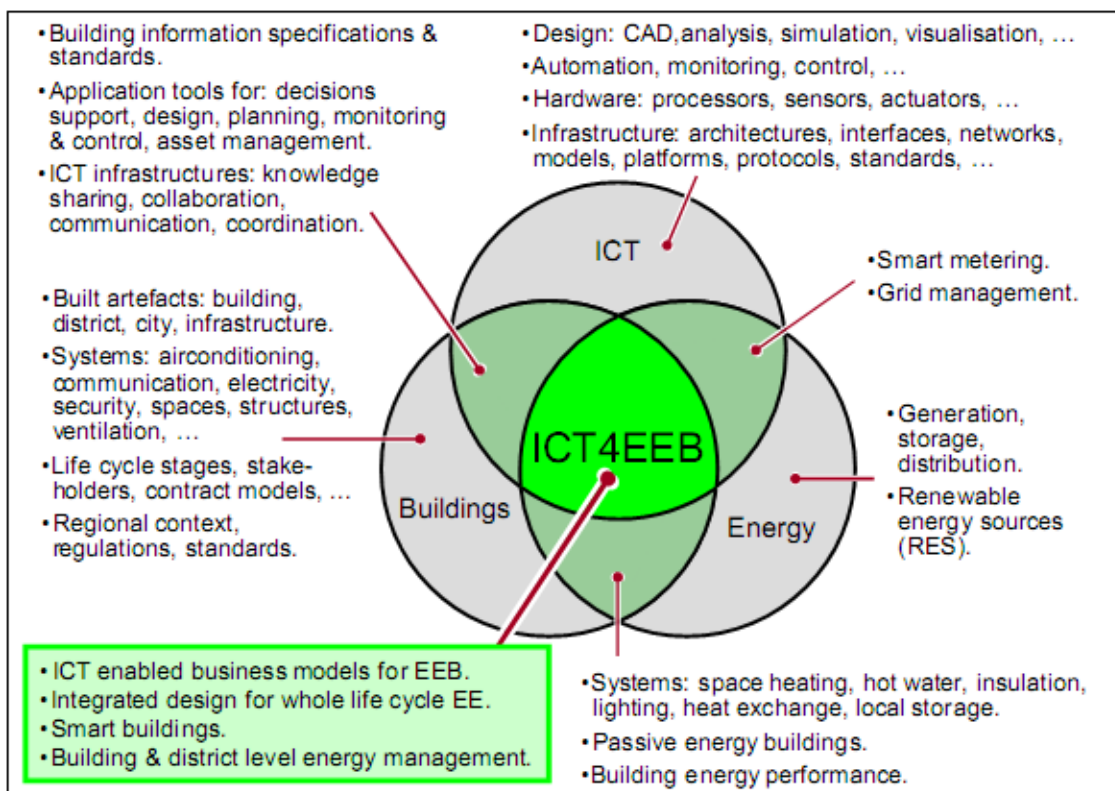 •Building information specifications &
standards.
•Application tools for: decisions
support, design, planning, monitoring
& control, asset management.
•ICT infrastructures: knowledge
sharing, collaboration,
communication, coordination.
•Design: CAD,analysis, simulation, visualisation, …
•Automation, monitoring, control, …
•Hardware: processors, sensors, actuators, …
•Infrastructure: architectures, interfaces, networks,
models, platforms, protocols, standards, …
ICT
•Smart metering.
•Grid management.
•Built artefacts: building,
district, city, infrastructure.
•Systems: airconditioning,
communication, electricity,
security, spaces, structures,
ventilation, …
•Life cycle stages, stake-
holders, contract models, …
•Regional context,
regulations, standards.
ICT4EEB
Buildings
Energy
•Generation,
storage,
distribution.
•Renewable
energy sources
(RES).
•ICT enabled business models for EEB.
•Integrated design for whole life cycle EE.
•Smart buildings.
•Building & district level energy management.
•Systems: space heating, hot water, insulation,
lighting, heat exchange, local storage.
•Passive energy buildings.
•Building energy performance.